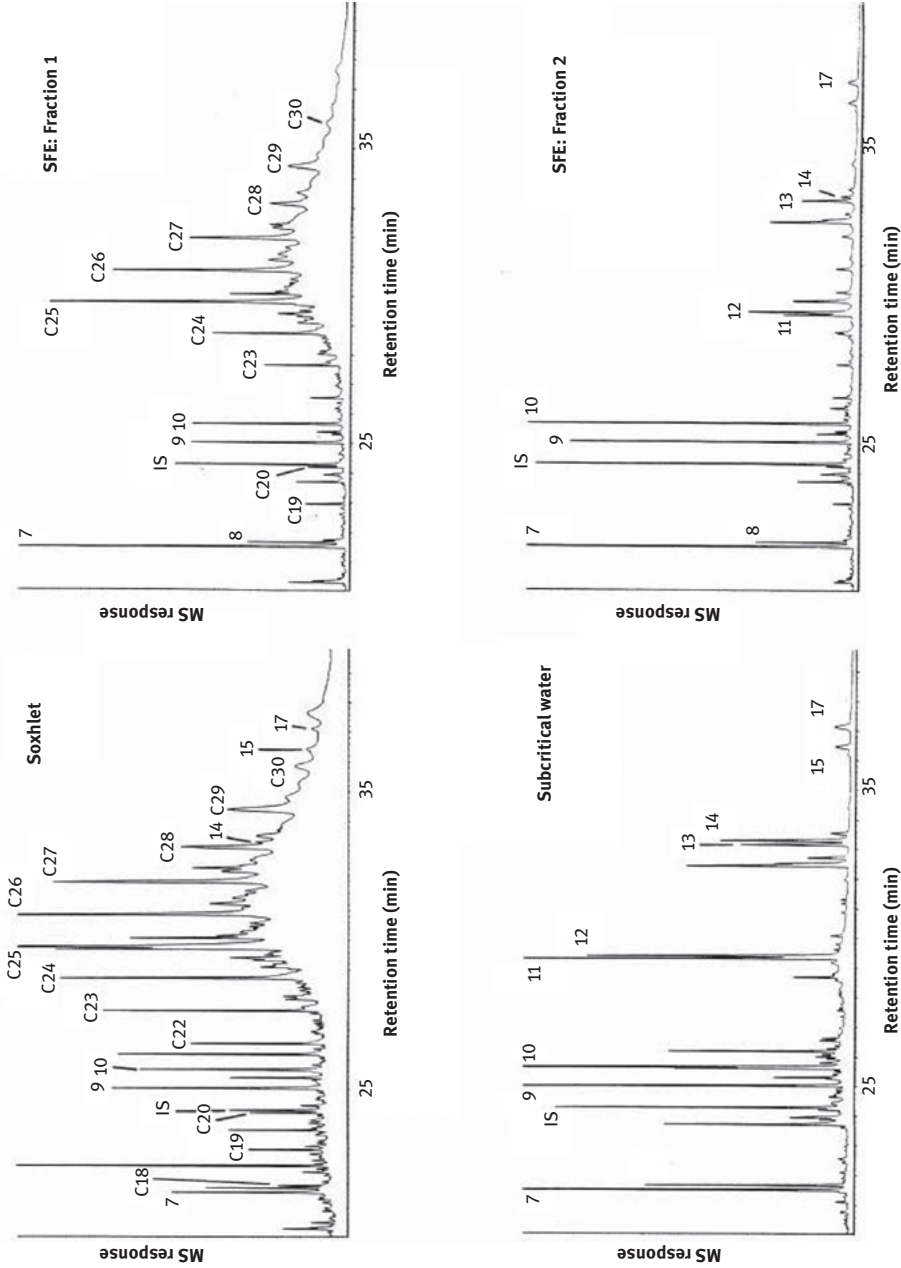 Soxhlet
MS response
7
C18
C19
C20
IS
9 10
C22
C23
C24
C25
C26
C27
C28
14
C29
C30
15
17
25
35
Retention time (min)
SFE: Fraction 1
MS response
7
8
C19
C20
IS
9 10
C23
C24
C25
C26
C27
C28
C29
C30
25
35
Retention time (min)
Subcritical water
MS response
7
IS
9
10
11
12
13
14
15
17
25
35
Retention time (min)
SFE: Fraction 2
MS response
7
8
IS
9
10
11
12
13
14
17
25
35
Retention time (min)